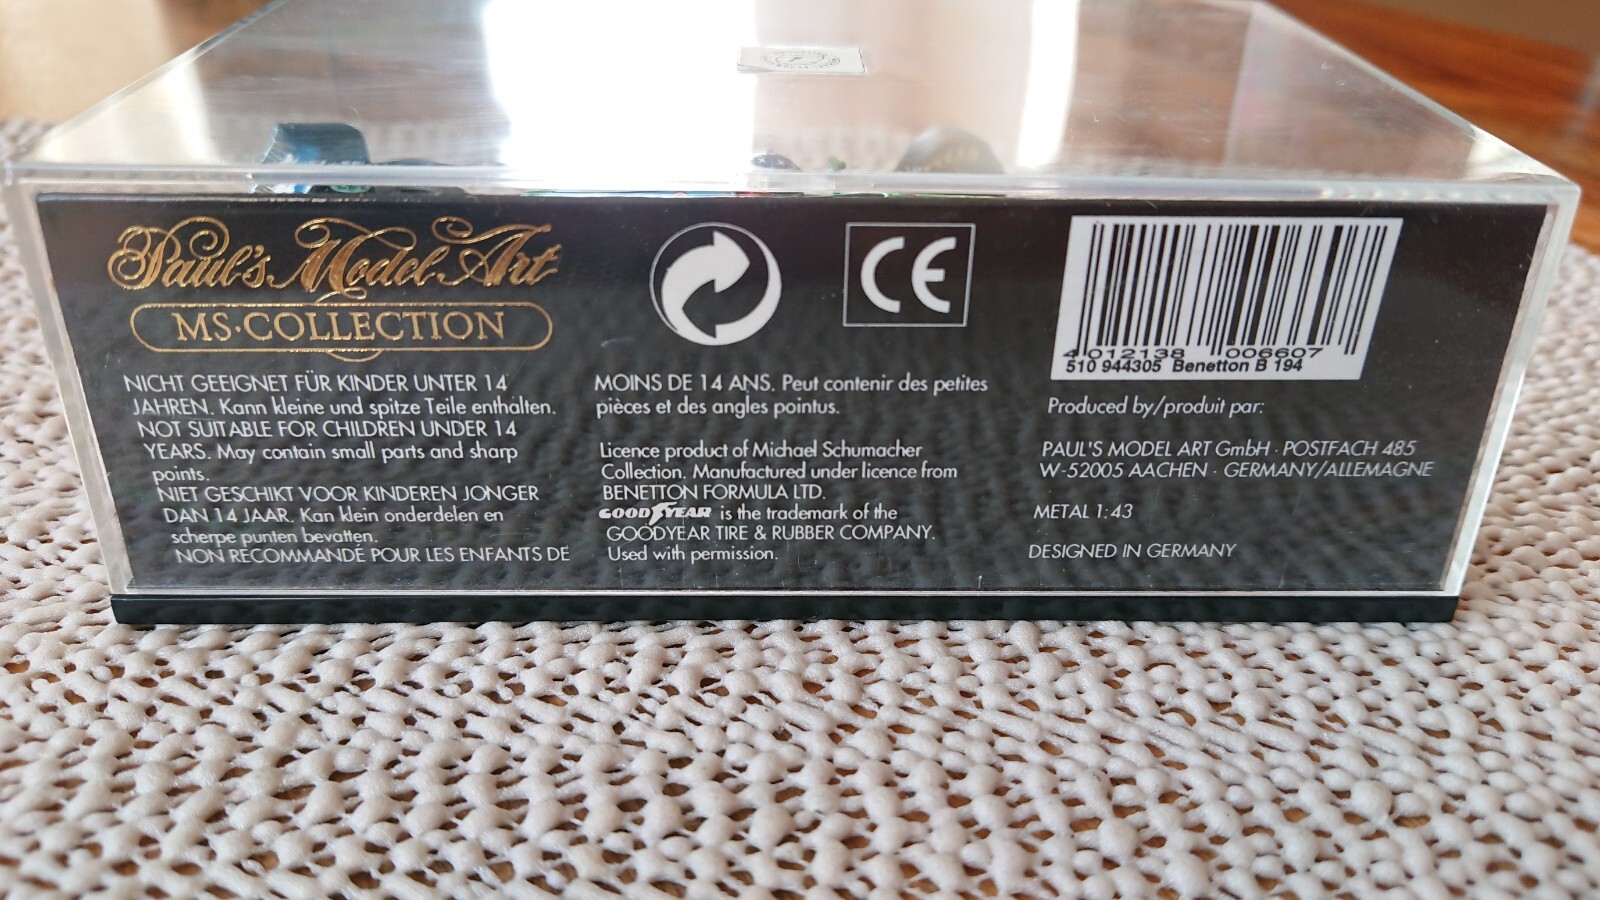 Paul's Model Art
MS·COLLECTION
NICHT GEEIGNET FÜR KINDER UNTER 14
JAHREN. Kann kleine und spitze Teile enthalten.
NOT SUITABLE FOR CHILDREN UNDER 14
YEARS. May contain small parts and sharp
points.
NIET GESCHIKT VOOR KINDEREN JONGER
DAN 14 JAAR. Kan klein onderdelen en
scherpe punten bevatten.
NON RECOMMANDÉ POUR LES ENFANTS DE
MOINS DE 14 ANS. Peut contenir des petites
pièces et des angles pointus.
Licence product of Michael Schumacher
Collection. Manufactured under licence from
BENETTON FORMULA LTD.
GOODYEAR is the trademark of the
GOODYEAR TIRE & RUBBER COMPANY.
Used with permission.
CE
4 012138 006607
510 944305 Benetton B 194
Produced by/produit par:
PAUL'S MODEL ART GmbH · POSTFACH 485
W-52005 AACHEN · GERMANY/ALLEMAGNE
METAL 1:43
DESIGNED IN GERMANY